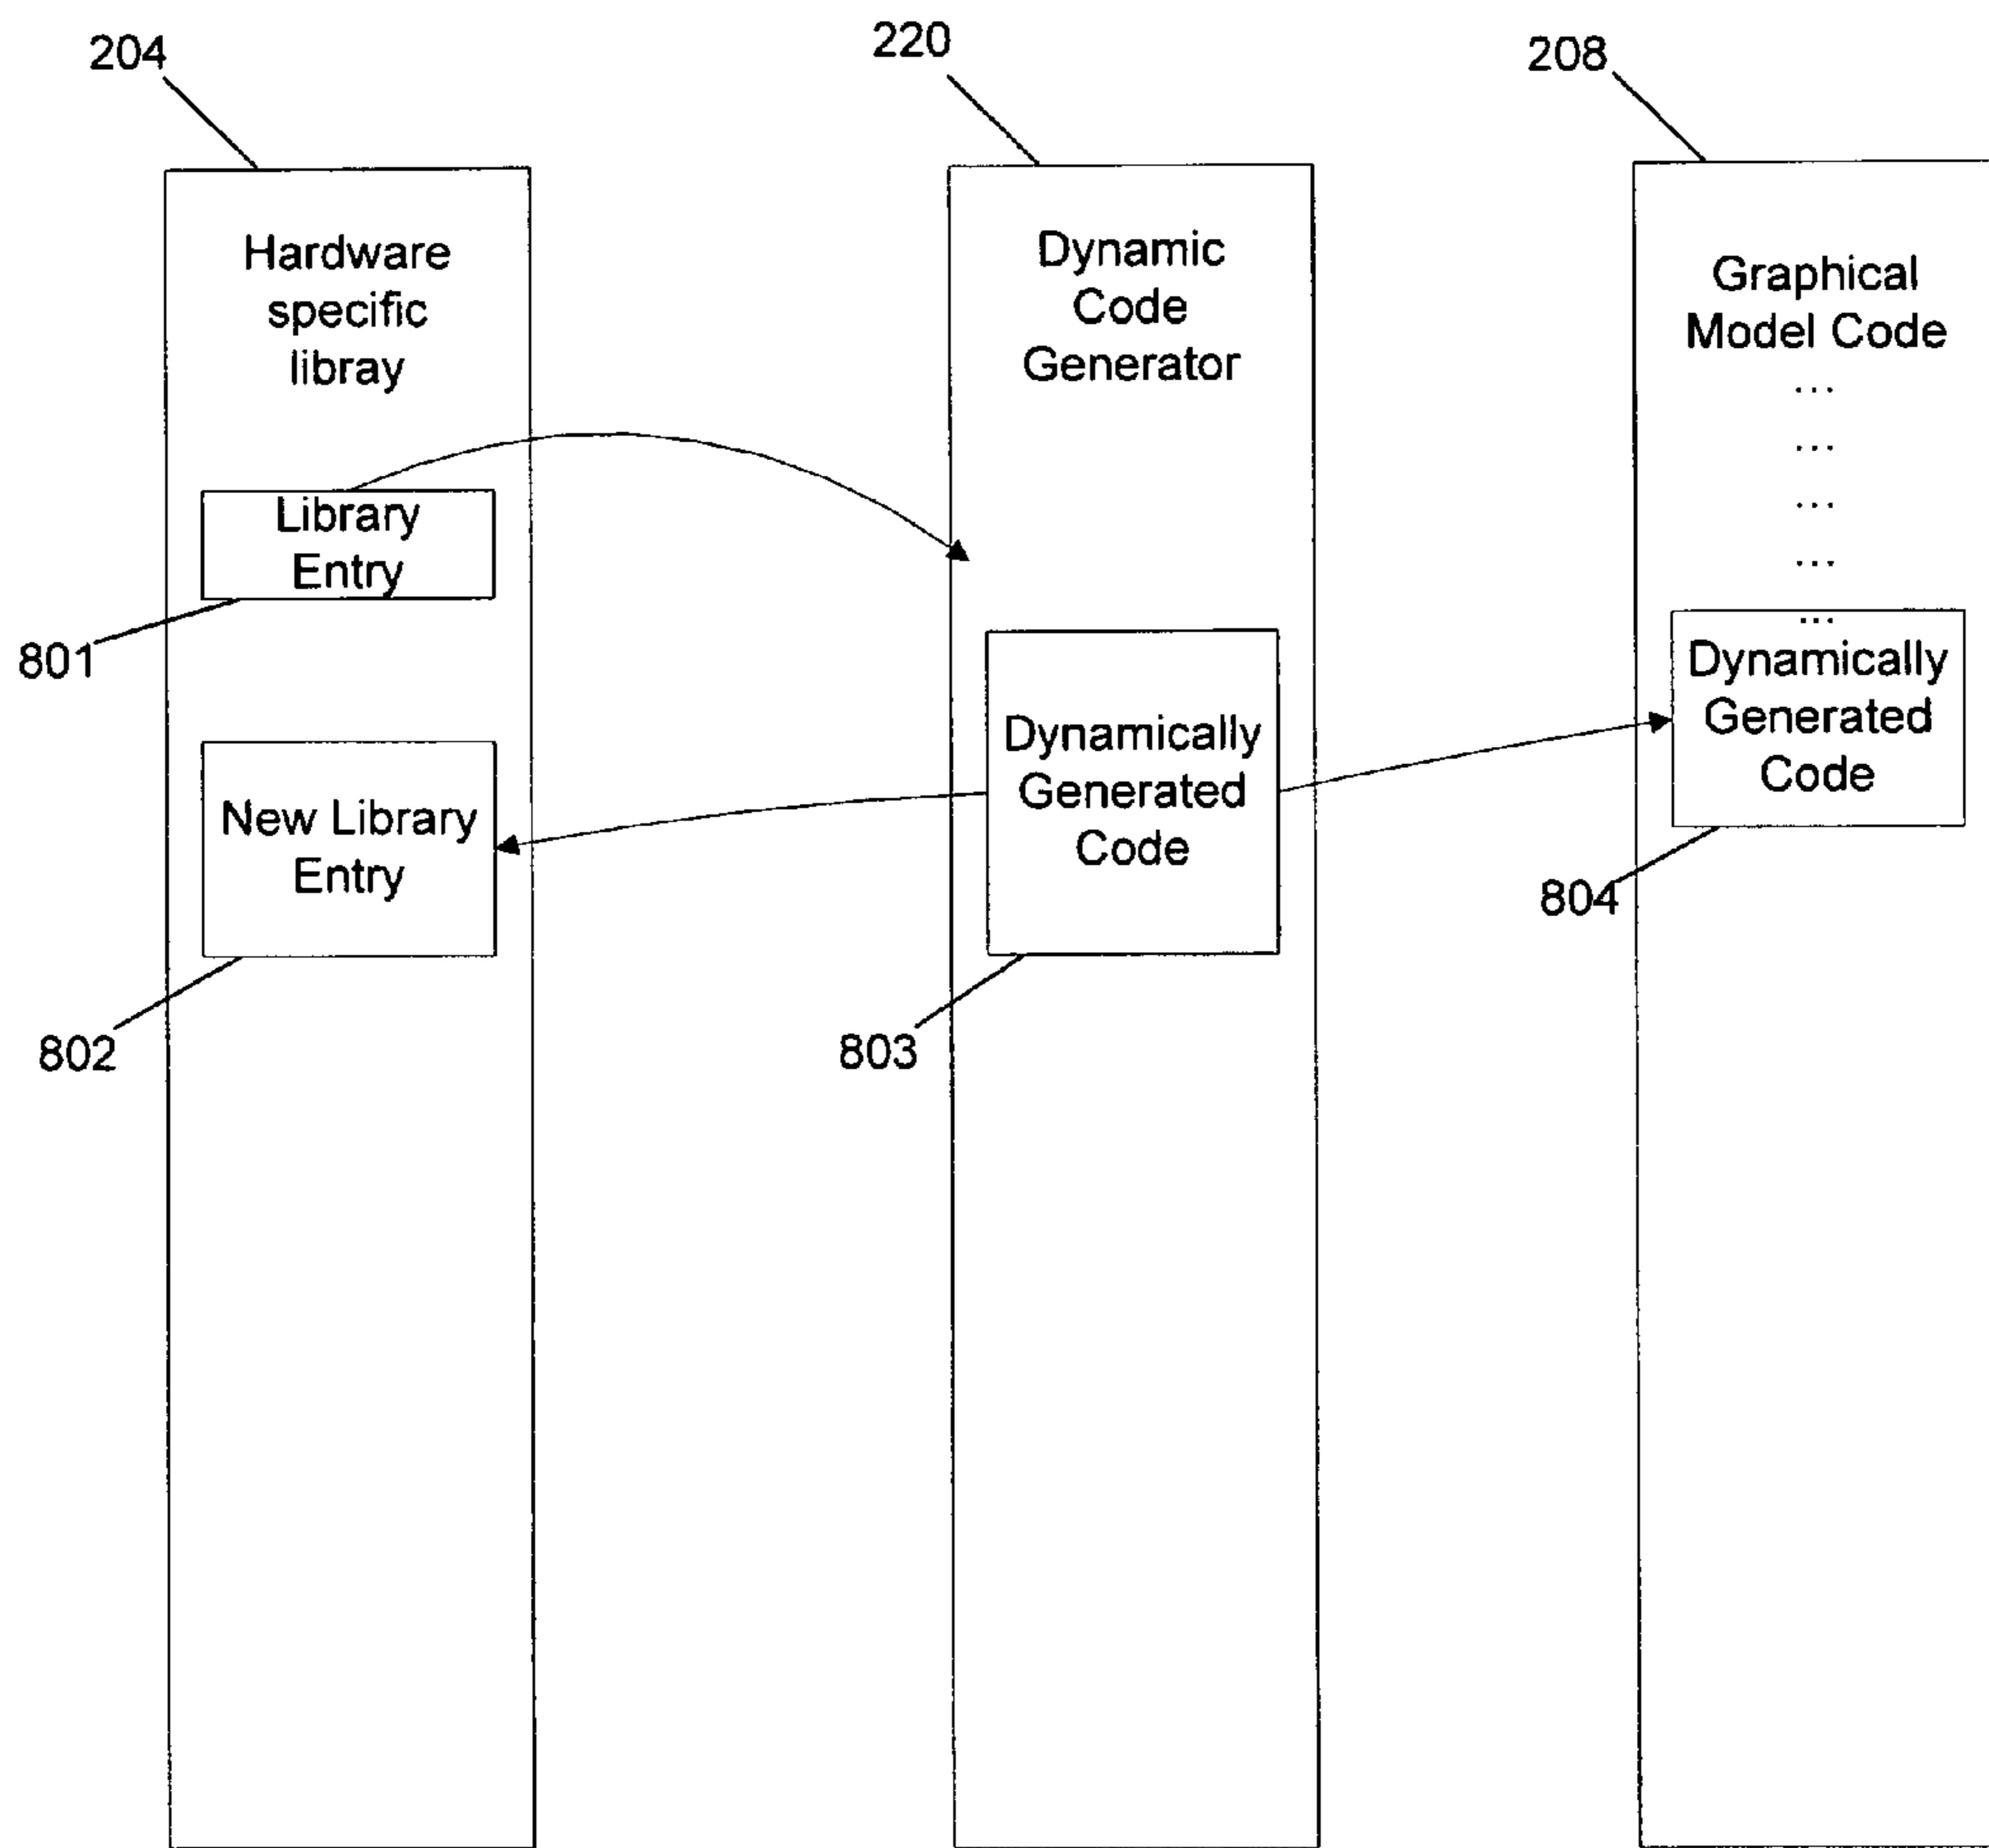 204
220
208
Hardware
specific
libray
Dynamic
Code
Generator
Graphical
Model Code
...
...
...
...
...
Library
Entry
801
New Library
Entry
802
Dynamically
Generated
Code
803
Dynamically
Generated
Code
804